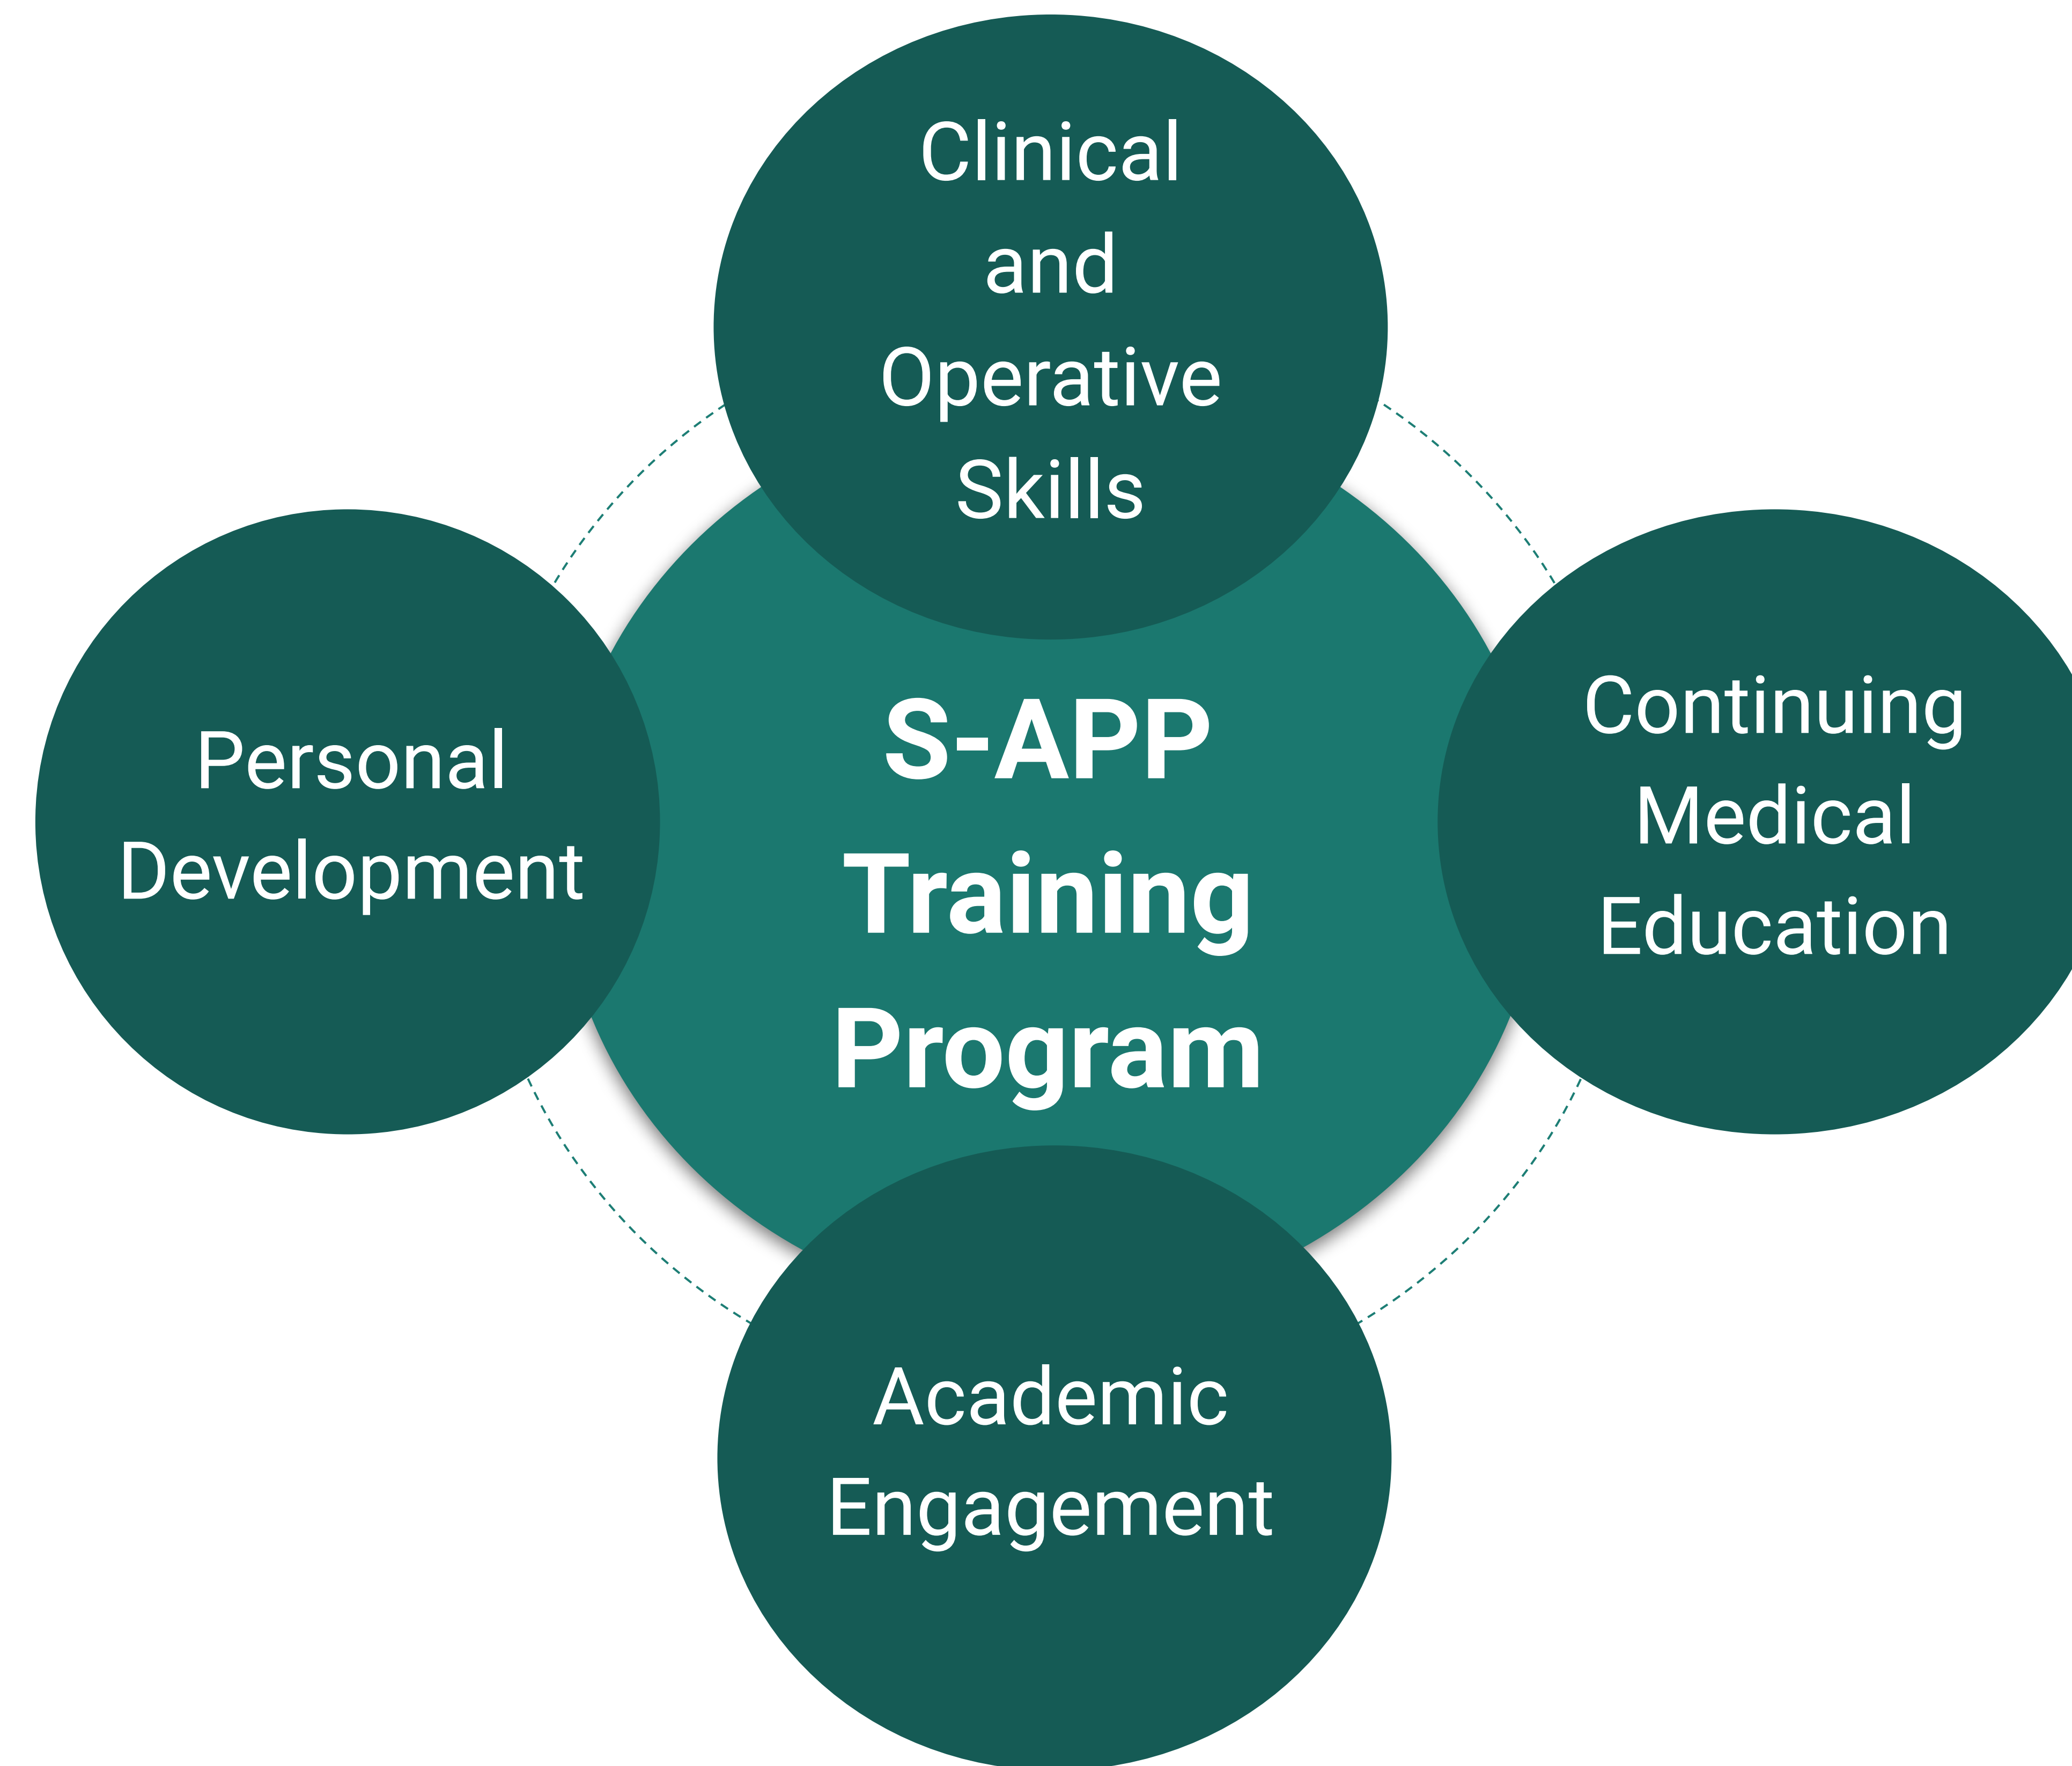 Clinical
and
Operative
Skills
Personal
Development
S-APP
Training
Program
Continuing
Medical
Education
Academic
Engagement